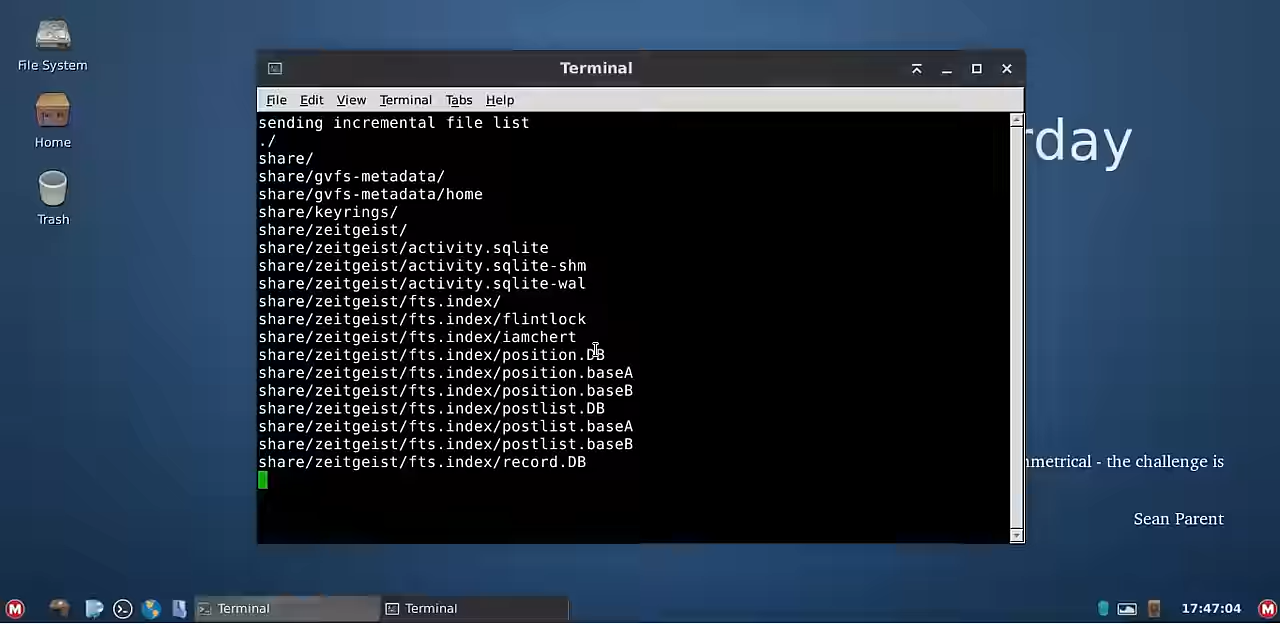 File System
Home
Trash
Terminal
File Edit View Terminal Tabs Help
sending incremental file list
./
share/
share/gvfs-metadata/
share/gvfs-metadata/home
share/keyrings/
share/zeitgeist/
share/zeitgeist/activity.sqlite
share/zeitgeist/activity.sqlite-shm
share/zeitgeist/activity.sqlite-wal
share/zeitgeist/fts.index/
share/zeitgeist/fts.index/flintlock
share/zeitgeist/fts.index/iamchert
share/zeitgeist/fts.index/position.DB
share/zeitgeist/fts.index/position.baseA
share/zeitgeist/fts.index/position.baseB
share/zeitgeist/fts.index/postlist.DB
share/zeitgeist/fts.index/postlist.baseA
share/zeitgeist/fts.index/postlist.baseB
share/zeitgeist/fts.index/record.DB
rday
metrical - the challenge is
Sean Parent
Terminal
Terminal
17:47:04